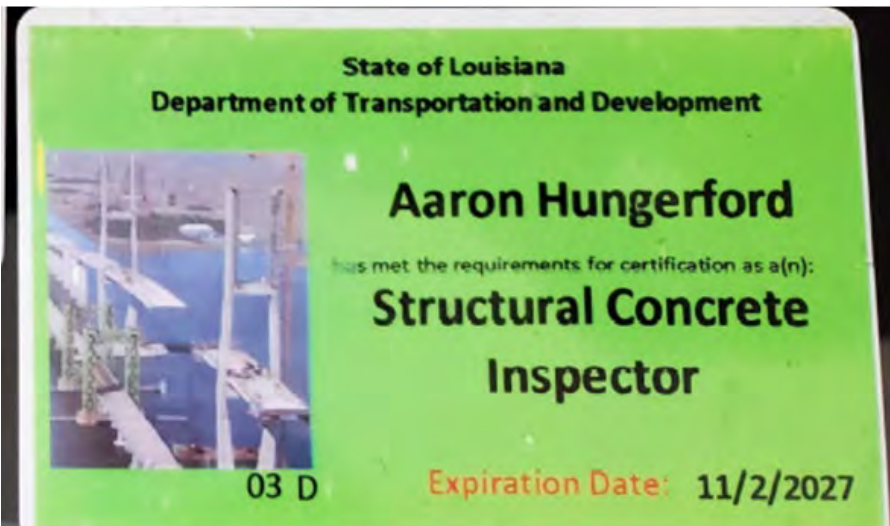 State of Louisiana
Department of Transportation and Development
Aaron Hungerford
has met the requirements for certification as a(n):
Structural Concrete
Inspector
03 D
Expiration Date: 11/2/2027